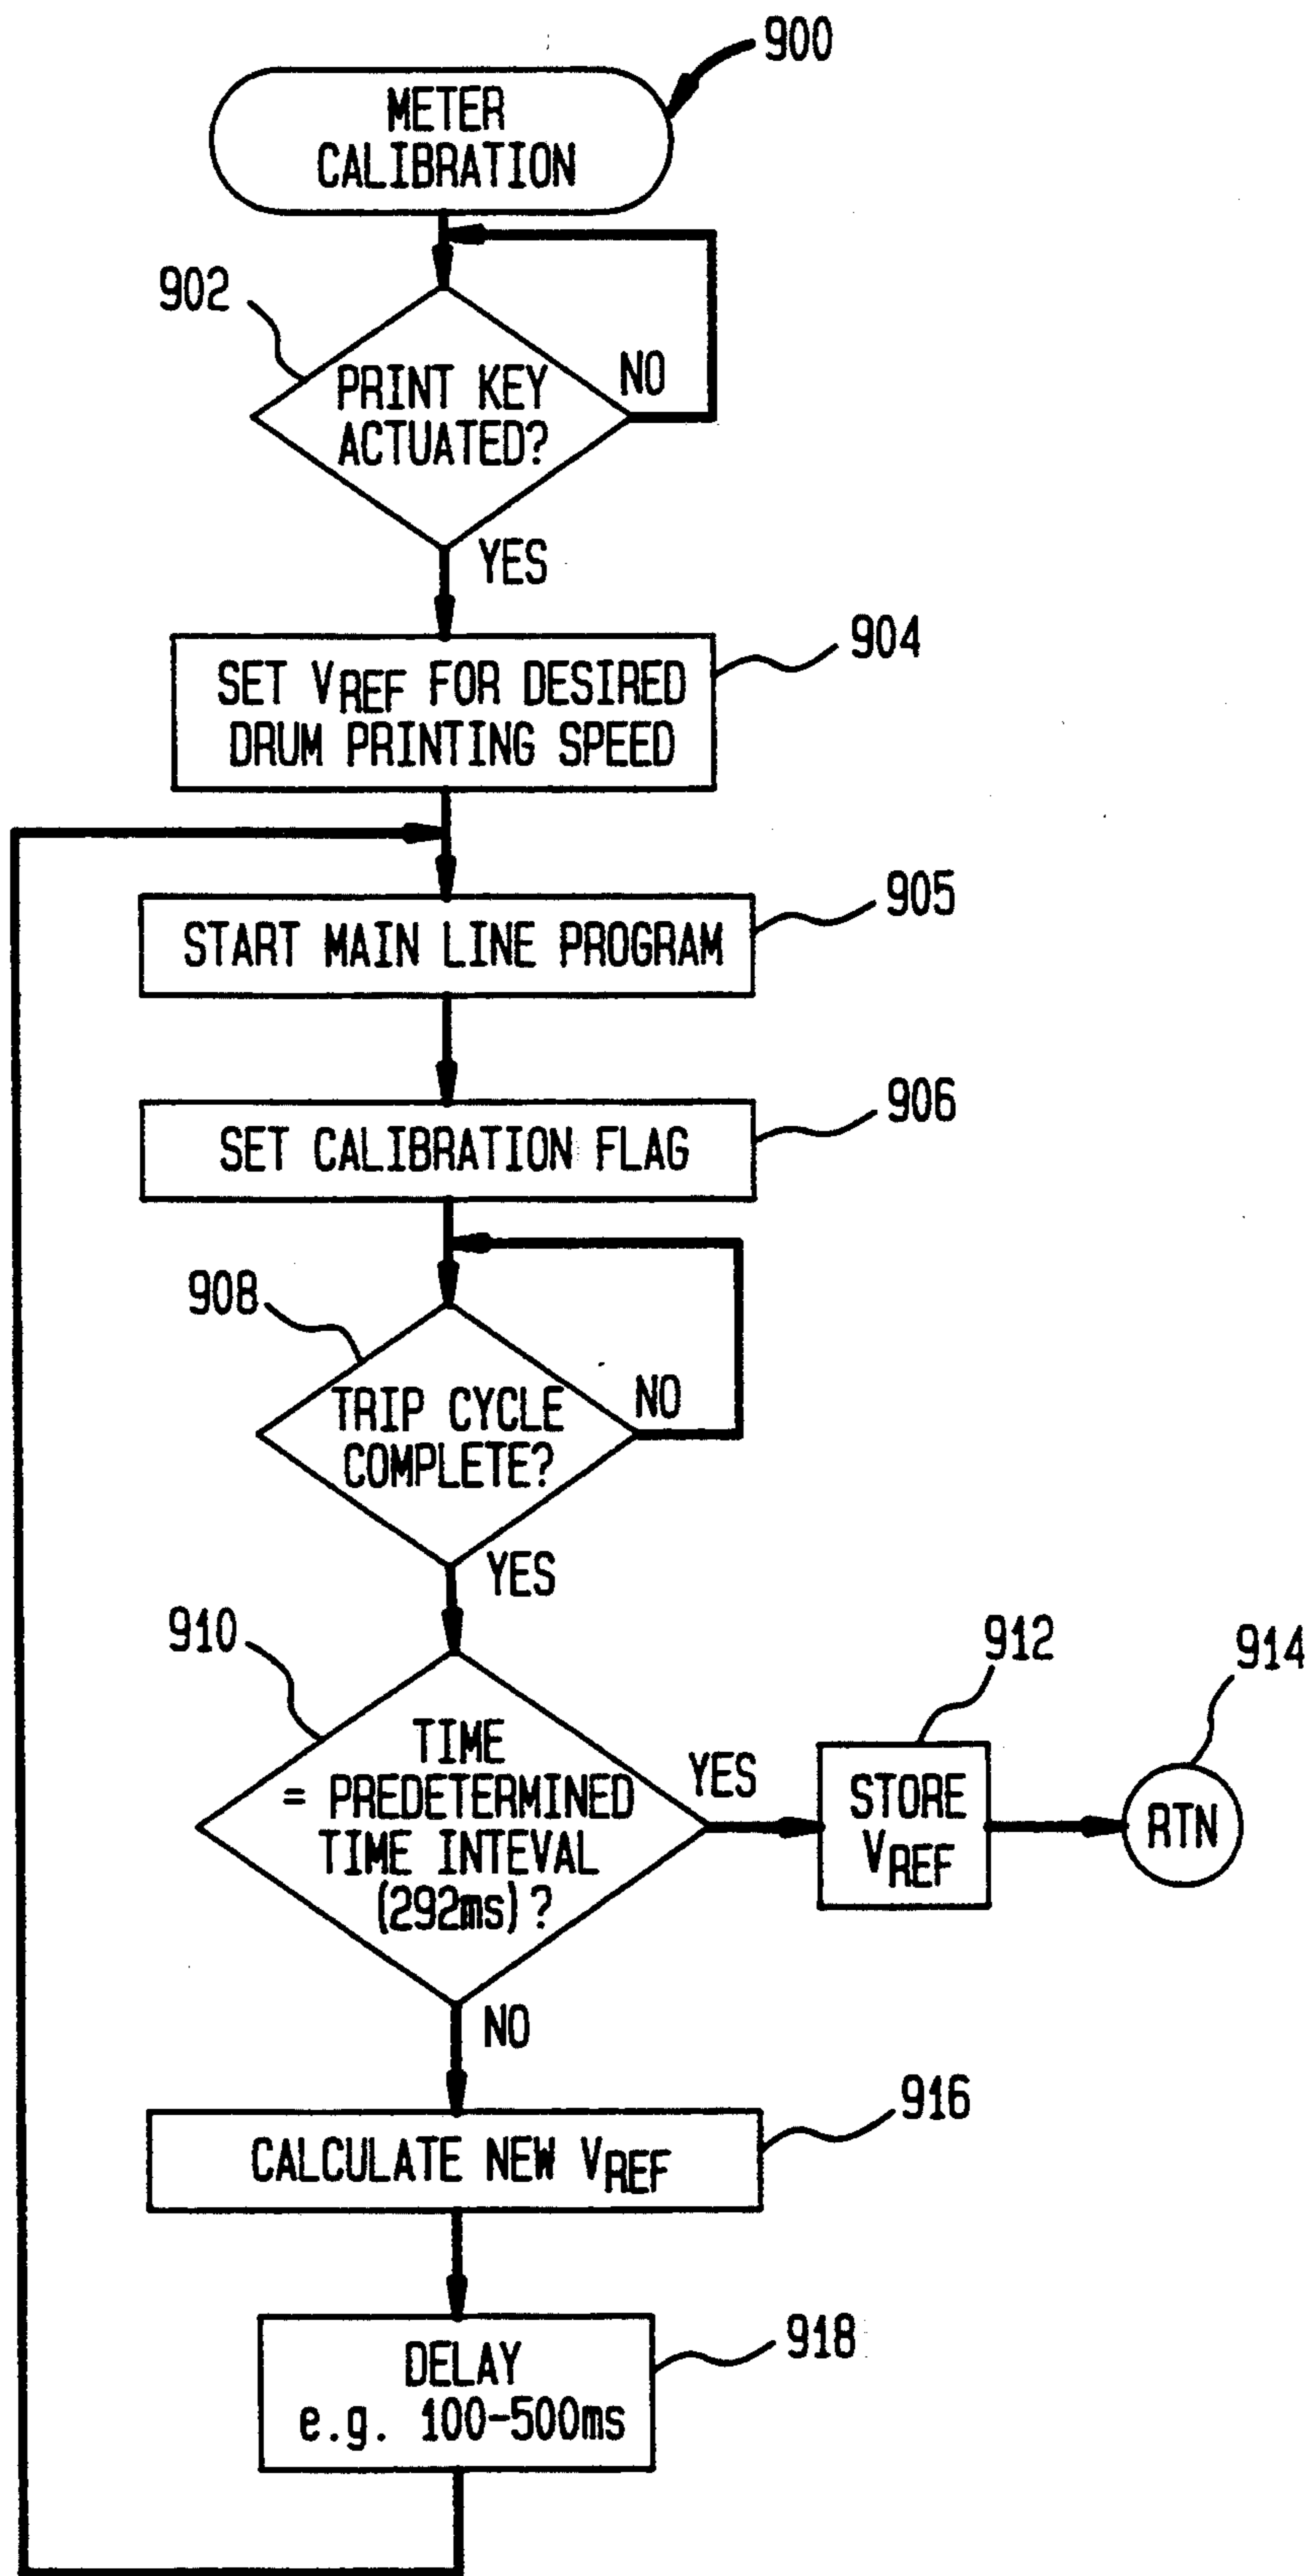 900
METER
CALIBRATION
902
PRINT KEY
ACTUATED?
NO
YES
904
SET VREF FOR DESIRED
DRUM PRINTING SPEED
905
START MAIN LINE PROGRAM
906
SET CALIBRATION FLAG
908
TRIP CYCLE
COMPLETE?
NO
YES
910
TIME
= PREDETERMINED
TIME INTEVAL
(292ms)?
YES
912
STORE
VREF
914
RTN
NO
916
CALCULATE NEW VREF
918
DELAY
e.g. 100-500ms